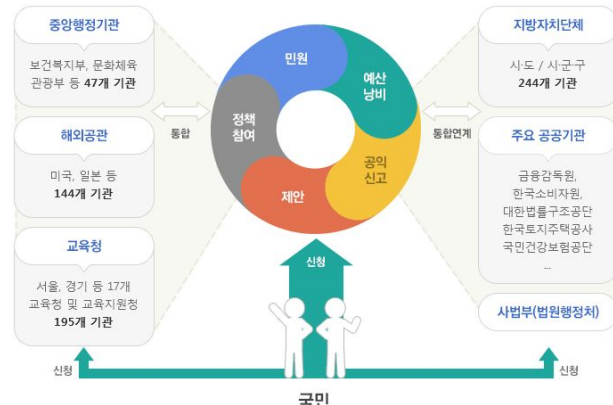 중앙행정기관
보건복지부, 문화체육
관광부 등 47개 기관
해외공관
미국, 일본 등
144개 기관
교육청
서울, 경기 등 17개
교육청 및 교육지원청
195개 기관
통합
민원
예산
낭비
정책
참여
공익
신고
제안
통합연계
지방자치단체
시·도 / 시·군·구
244개 기관
주요 공공기관
금융감독원,
한국소비자원,
대한법률구조공단
한국토지주택공사
국민건강보험공단
...
사법부(법원행정처)
신청
신청
신청
국민